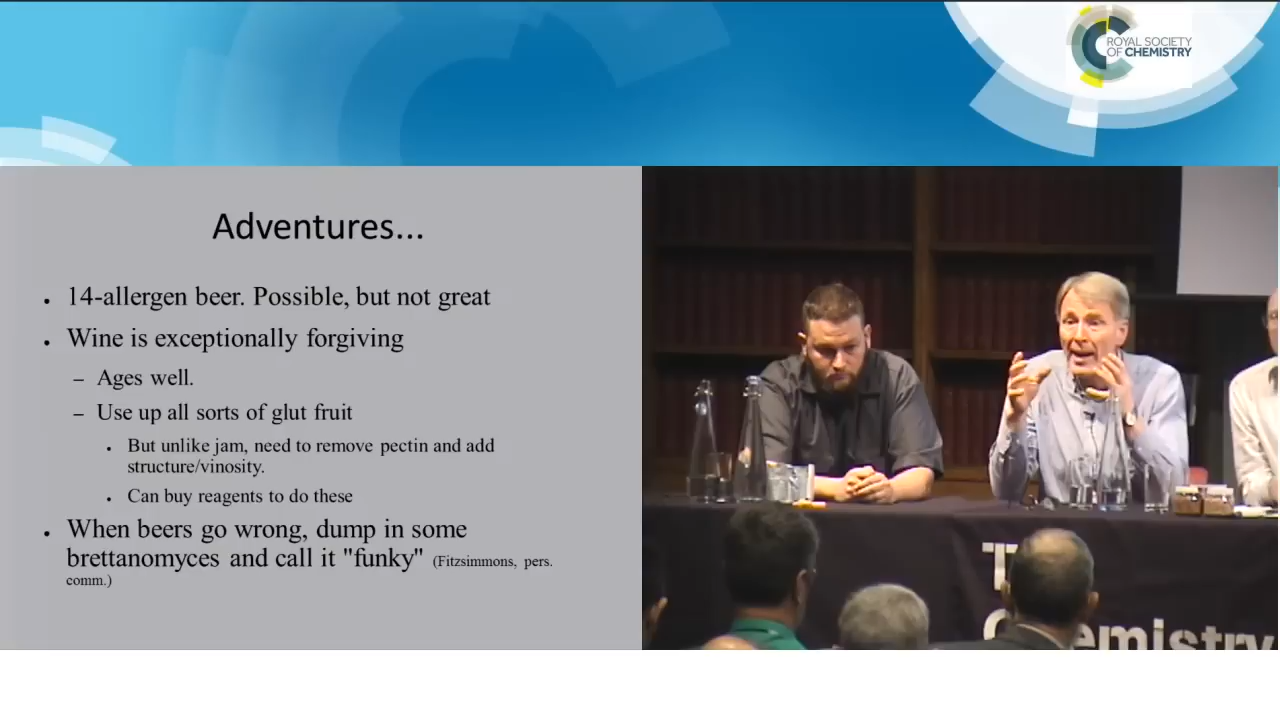 ROYAL SOCIETY
OF CHEMISTRY
Adventures...
• 14-allergen beer. Possible, but not great
• Wine is exceptionally forgiving
– Ages well.
– Use up all sorts of glut fruit
• But unlike jam, need to remove pectin and add
structure/vinosity.
• Can buy reagents to do these
• When beers go wrong, dump in some
brettanomyces and call it "funky" (Fitzsimmons, pers.
comm.)